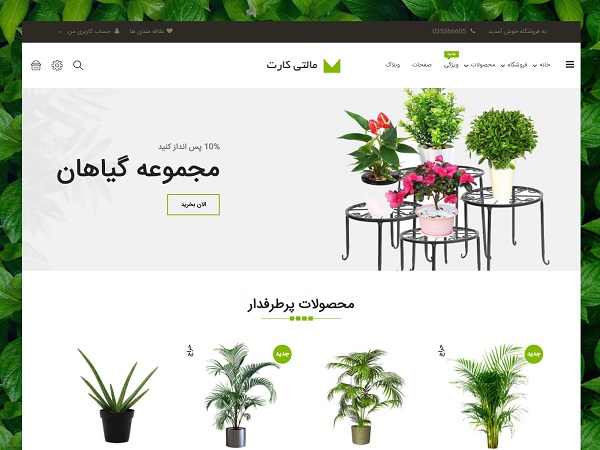 به فروشگاه خوش آمدید
035366605
علاقه مندی ها
حساب کاربری من
خانه
فروشگاه
محصولات
ویژگی
جدید
صفحات
وبلاگ
مالتی کارت
10% پس انداز کنید
مجموعه گیاهان
الان بخرید
محصولات پرطرفدار
جدید
جدید